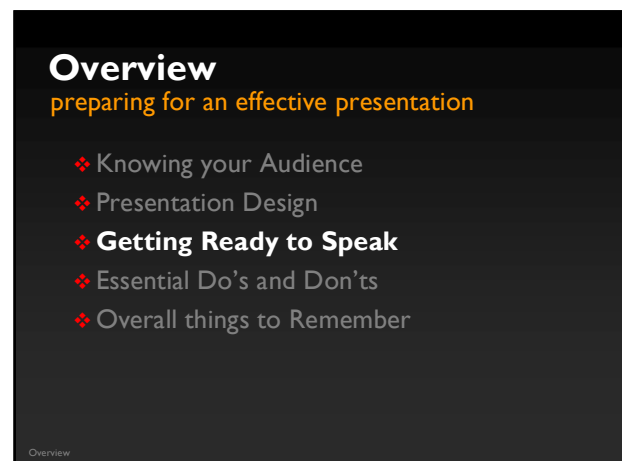 Overview
preparing for an effective presentation
❖ Knowing your Audience
❖ Presentation Design
❖ Getting Ready to Speak
❖ Essential Do's and Don'ts
❖ Overall things to Remember
Overview